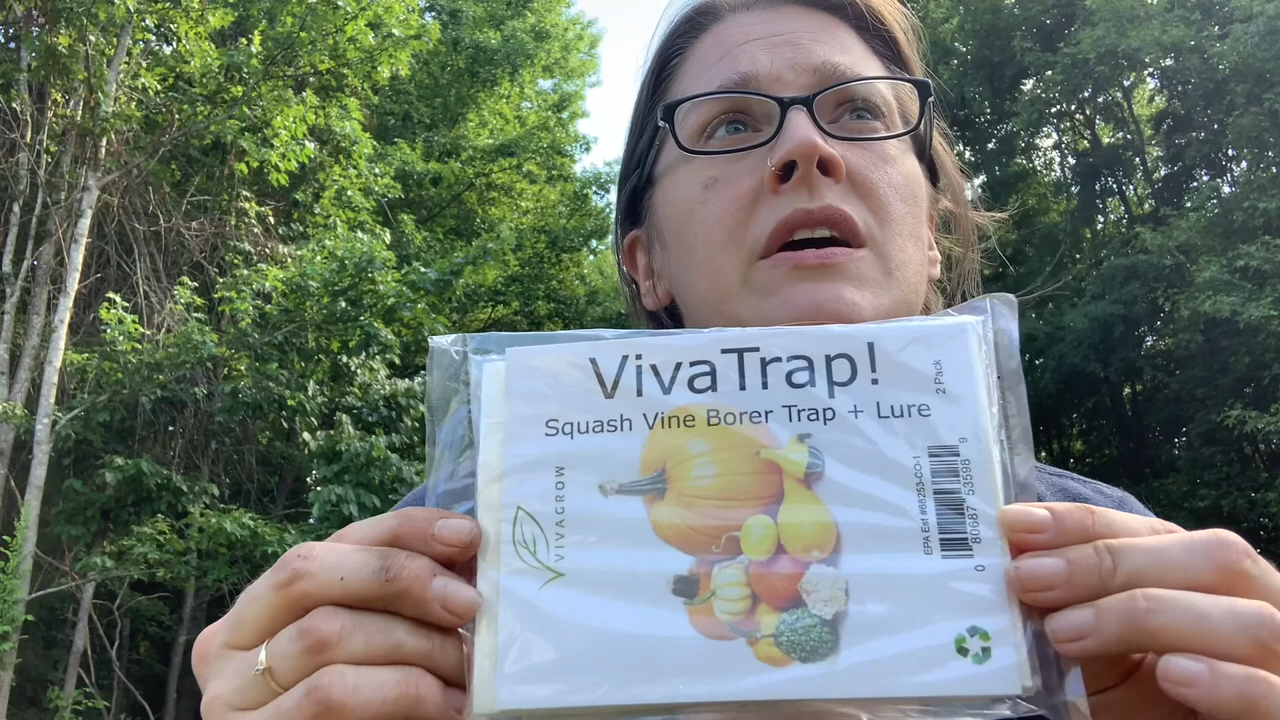 VivaTrap!
2 Pack
Squash Vine Borer Trap + Lure
VIVAGROW
EPA Est #68253-CO-1
0 80687 53598 9